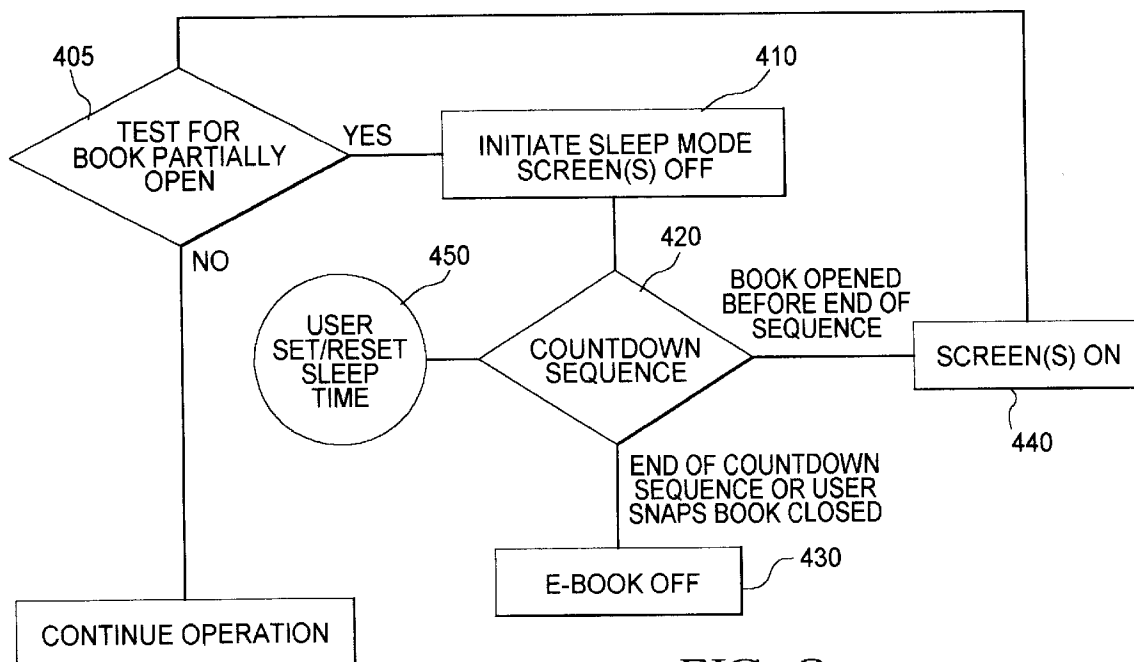 405
TEST FOR
BOOK PARTIALLY
OPEN
YES
NO
410
INITIATE SLEEP MODE
SCREEN(S) OFF
450
USER
SET/RESET
SLEEP
TIME
420
COUNTDOWN
SEQUENCE
BOOK OPENED
BEFORE END OF
SEQUENCE
SCREEN(S) ON
440
END OF COUNTDOWN
SEQUENCE OR USER
SNAPS BOOK CLOSED
E-BOOK OFF
430
CONTINUE OPERATION